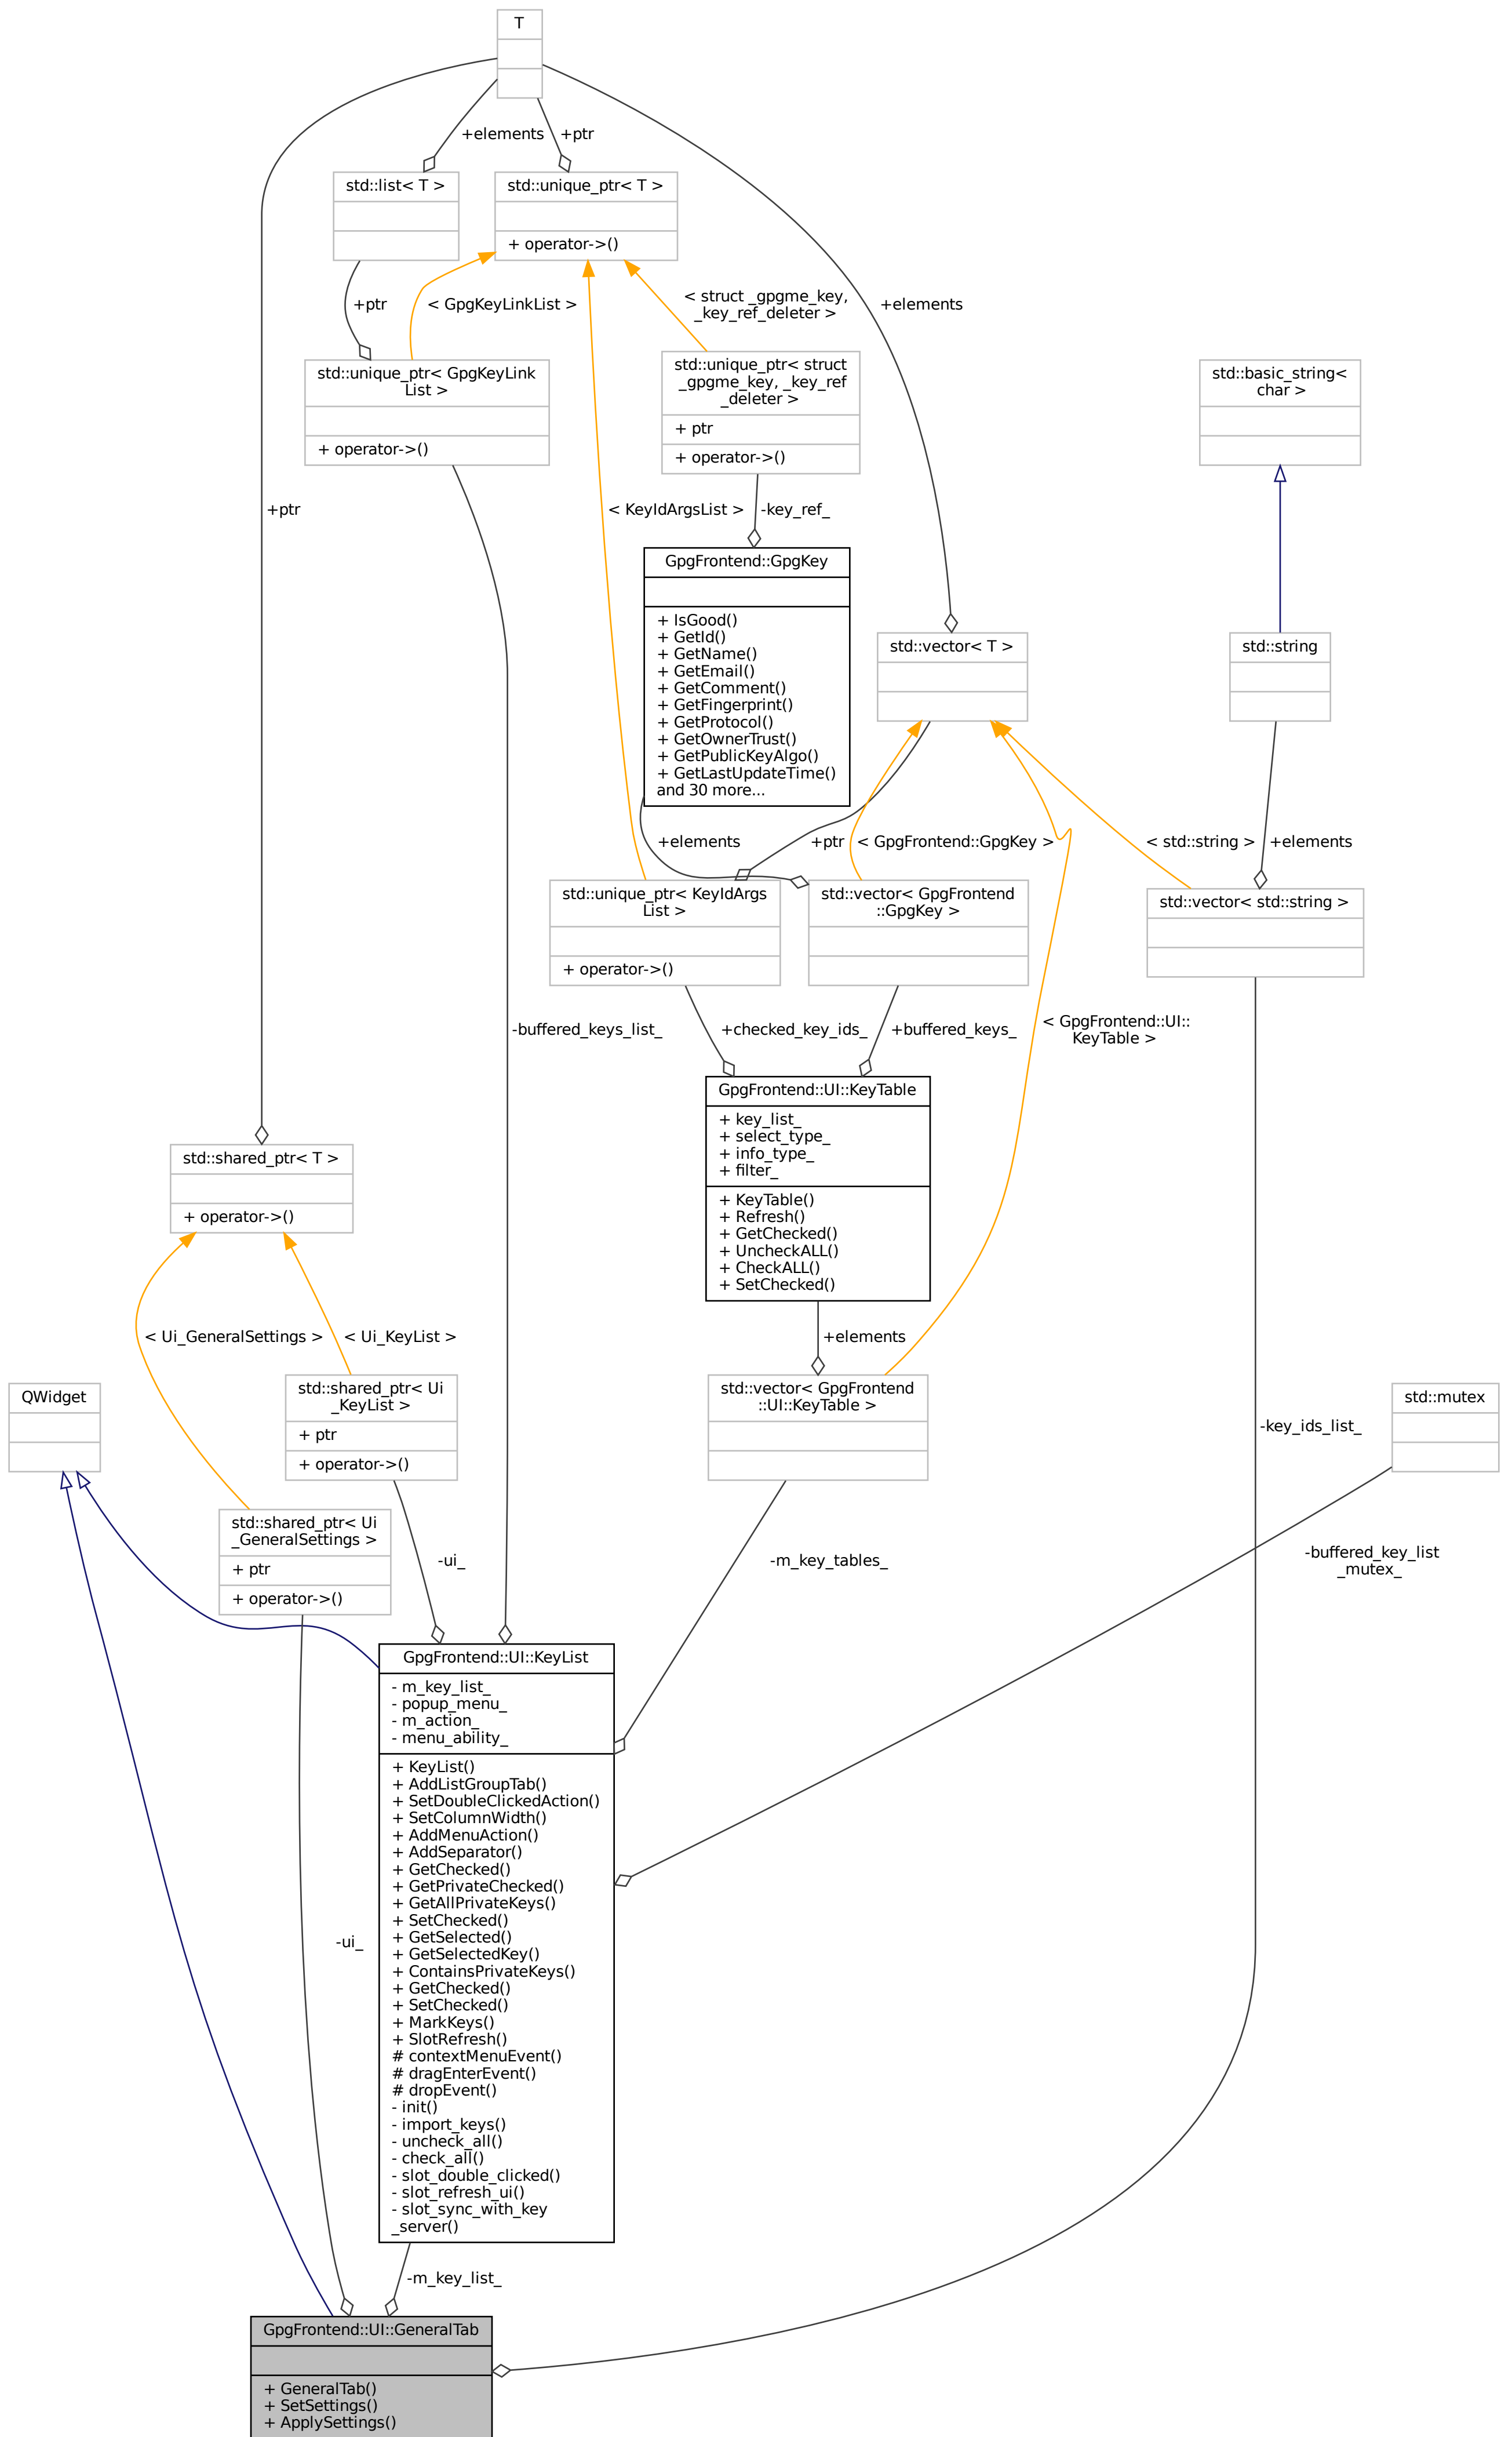 T
+elements
+ptr
std::list< T >
std::unique_ptr< T >
+ operator->()
+ptr
< GpgKeyLinkList >
< struct _gpgme_key,
_key_ref_deleter >
+elements
std::unique_ptr< GpgKeyLink
List >
+ operator->()
std::unique_ptr< struct
_gpgme_key, _key_ref
_deleter >
+ ptr
+ operator->()
std::basic_string<
char >
+ptr
< KeyIdArgsList >
-key_ref_
GpgFrontend::GpgKey
+ IsGood()
+ GetId()
+ GetName()
+ GetEmail()
+ GetComment()
+ GetFingerprint()
+ GetProtocol()
+ GetOwnerTrust()
+ GetPublicKeyAlgo()
+ GetLastUpdateTime()
and 30 more...
std::vector< T >
std::string
+elements
+ptr
< GpgFrontend::GpgKey >
< std::string >
+elements
std::unique_ptr< KeyIdArgs
List >
+ operator->()
std::vector< GpgFrontend
::GpgKey >
std::vector< std::string >
-buffered_keys_list_
+checked_key_ids_
+buffered_keys_
< GpgFrontend::UI::
KeyTable >
GpgFrontend::UI::KeyTable
+ key_list_
+ select_type_
+ info_type_
+ filter_
+ KeyTable()
+ Refresh()
+ GetChecked()
+ UncheckALL()
+ CheckALL()
+ SetChecked()
std::shared_ptr< T >
+ operator->()
< Ui_GeneralSettings >
< Ui_KeyList >
+elements
QWidget
std::shared_ptr< Ui
_KeyList >
+ ptr
+ operator->()
std::vector< GpgFrontend
::UI::KeyTable >
-key_ids_list_
std::mutex
std::shared_ptr< Ui
_GeneralSettings >
+ ptr
+ operator->()
-ui_
-m_key_tables_
-buffered_key_list
_mutex_
GpgFrontend::UI::KeyList
- m_key_list_
- popup_menu_
- m_action_
- menu_ability_
+ KeyList()
+ AddListGroupTab()
+ SetDoubleClickedAction()
+ SetColumnWidth()
+ AddMenuAction()
+ AddSeparator()
+ GetChecked()
+ GetPrivateChecked()
+ GetAllPrivateKeys()
+ SetChecked()
+ GetSelected()
+ GetSelectedKey()
+ ContainsPrivateKeys()
+ GetChecked()
+ SetChecked()
+ MarkKeys()
+ SlotRefresh()
# contextMenuEvent()
# dragEnterEvent()
# dropEvent()
- init()
- import_keys()
- uncheck_all()
- check_all()
- slot_double_clicked()
- slot_refresh_ui()
- slot_sync_with_key
_server()
-ui_
-m_key_list_
GpgFrontend::UI::GeneralTab
+ GeneralTab()
+ SetSettings()
+ ApplySettings()